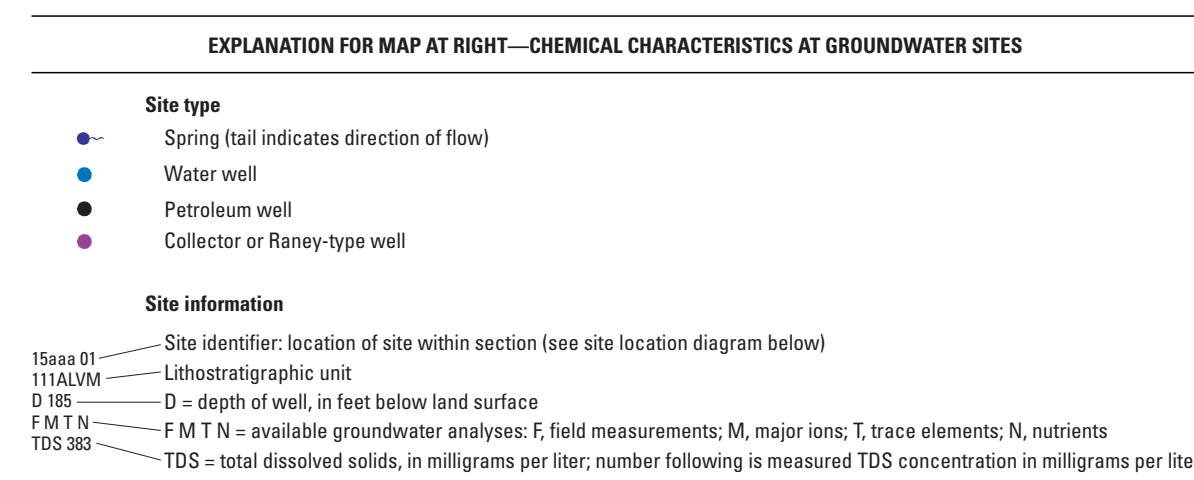 EXPLANATION FOR MAP AT RIGHT—CHEMICAL CHARACTERISTICS AT GROUNDWATER SITES
Site type
Spring (tail indicates direction of flow)
Water well
Petroleum well
Collector or Raney-type well
Site information
15aaa 01
Site identifier: location of site within section (see site location diagram below)
111ALVM
Lithostratigraphic unit
D 185
D = depth of well, in feet below land surface
F M T N
F M T N = available groundwater analyses: F, field measurements; M, major ions; T, trace elements; N, nutrients
TDS 383
TDS = total dissolved solids, in milligrams per liter; number following is measured TDS concentration in milligrams per lite